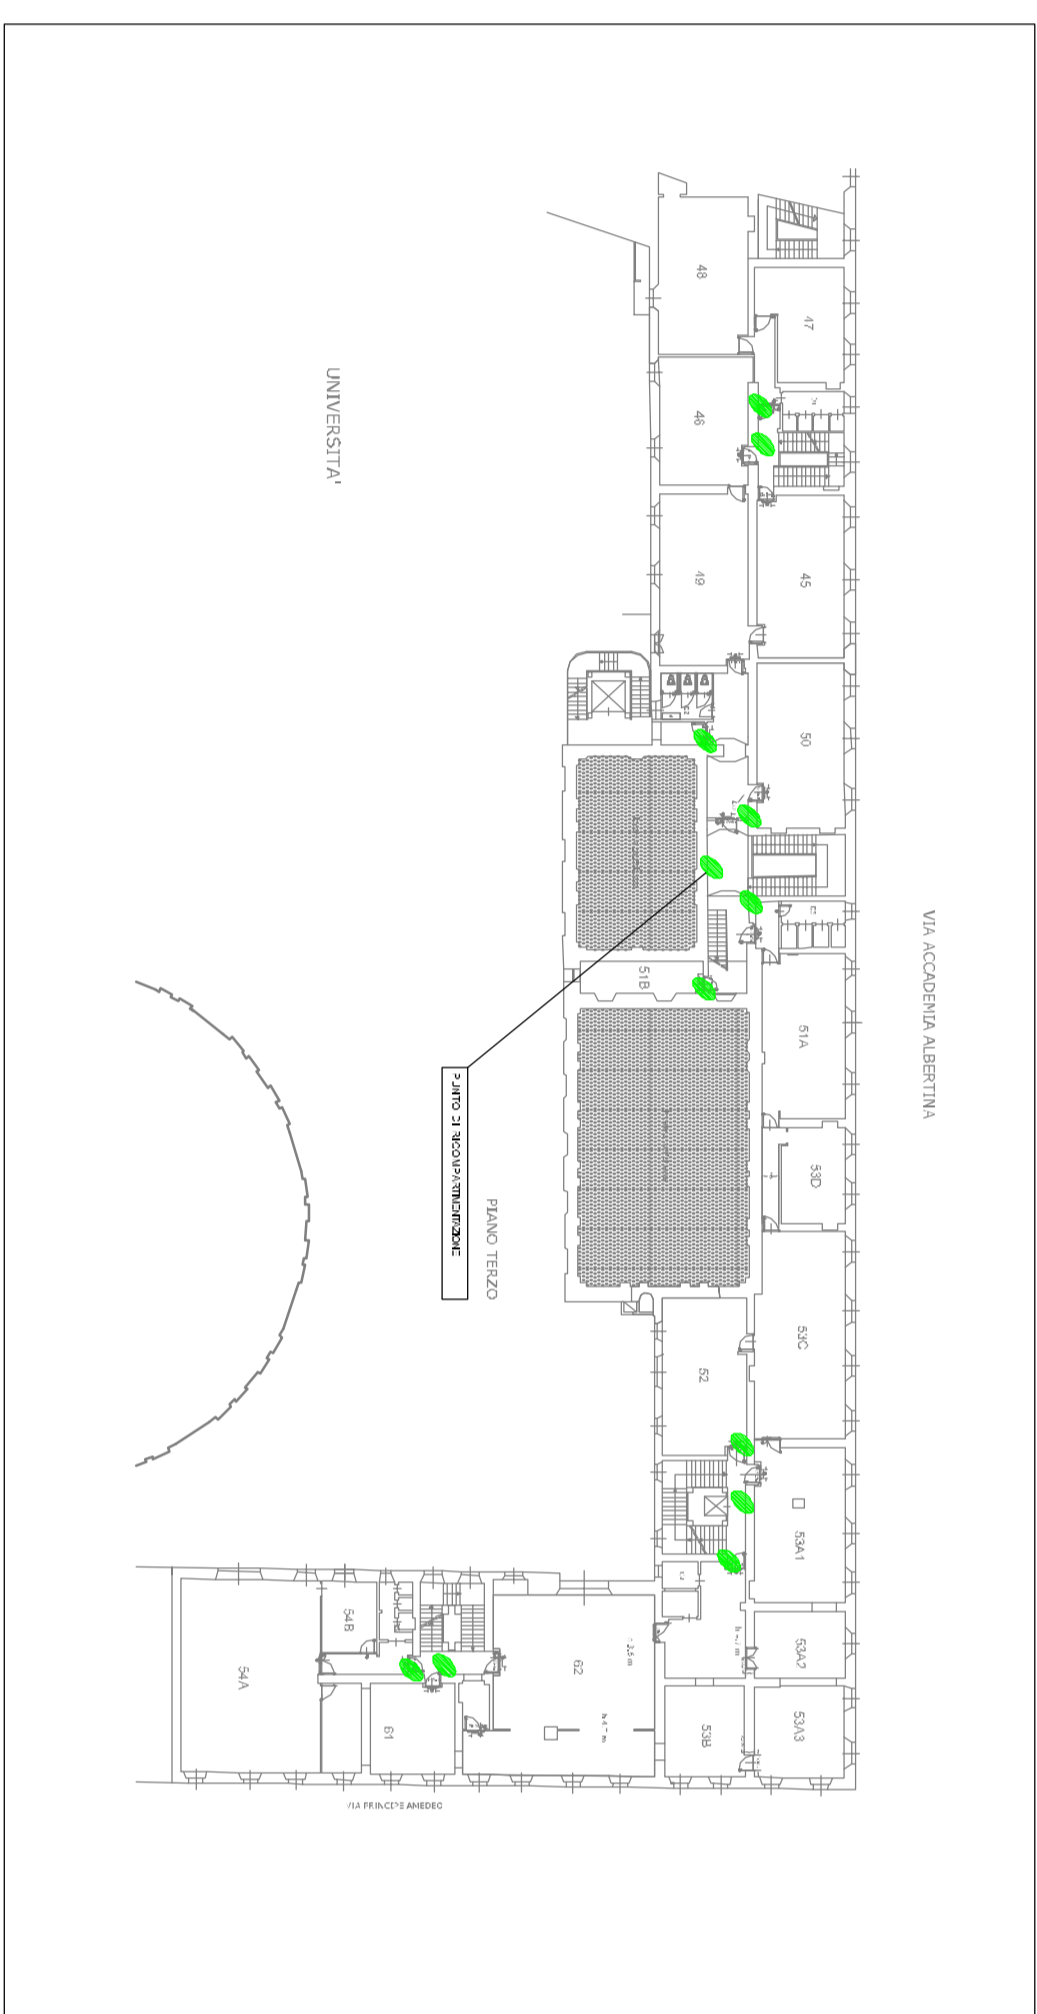 VIA ACCADEMIA ALBERTINA
UNIVERSITA'
PIANO TERZO
PUNTO DI RICOMPARTIMENTAZIONE
VIA PRINCIPE AMEDEO
48
47
46
49
45
50
51B
51A
53D
53C
52
53A1
53A2
53A3
53B
62
61
54B
54A